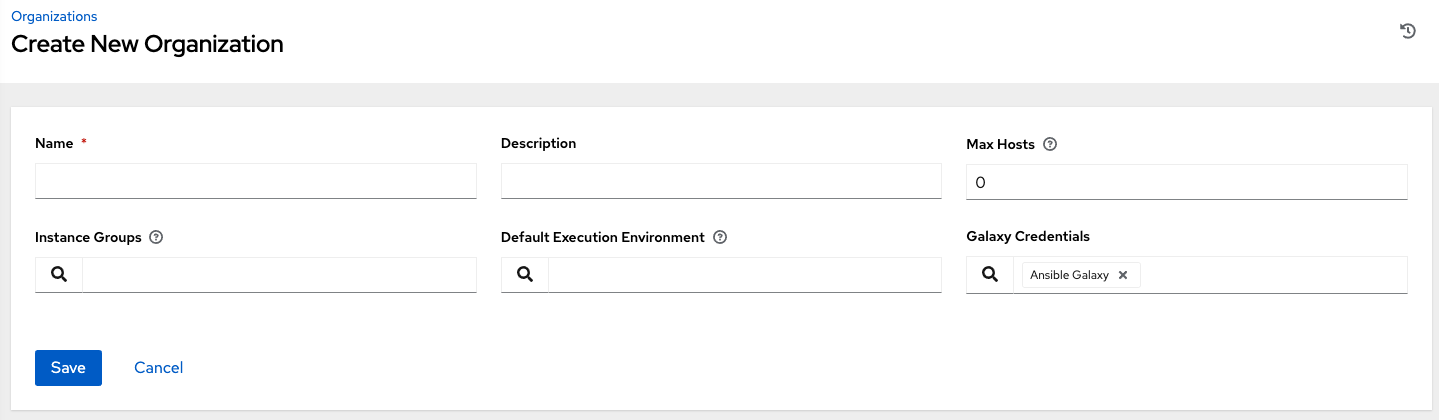 Organizations
Create New Organization
Name *
Description
Max Hosts
0
Instance Groups
Default Execution Environment
Galaxy Credentials
Ansible Galaxy
Save
Cancel